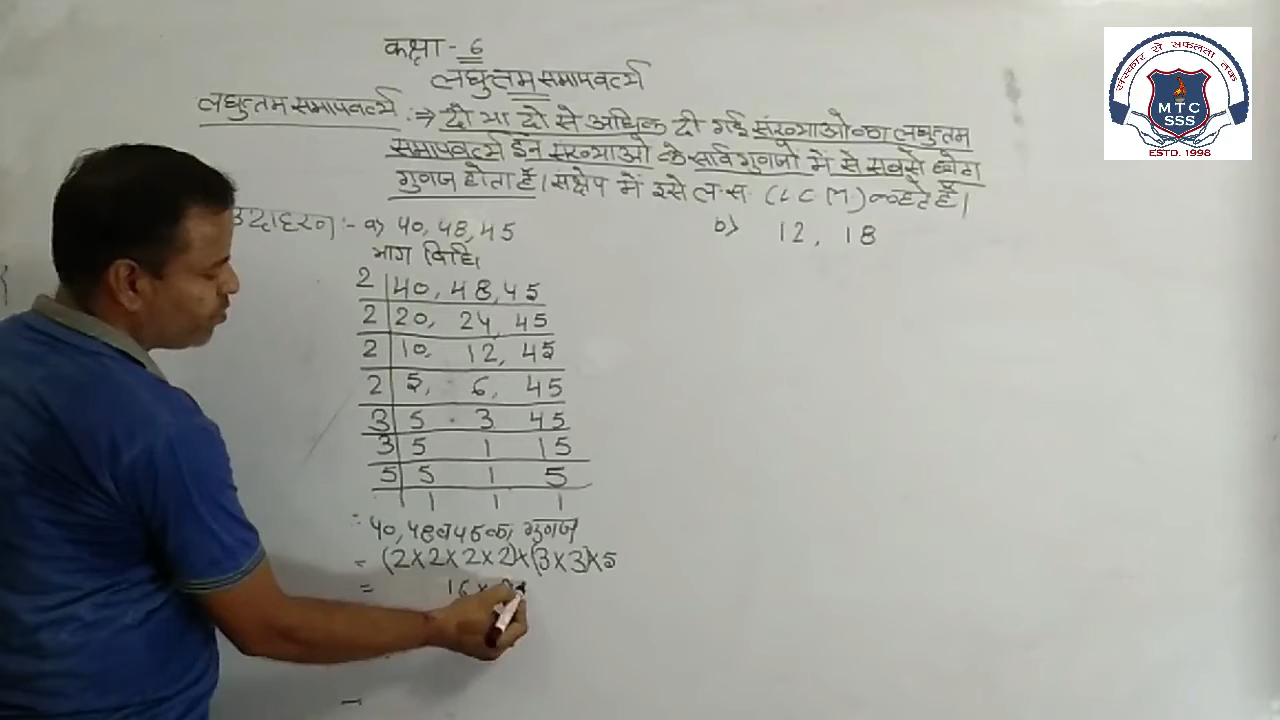 कक्षा - 6
लघुत्तम समापवर्त्य
लघुत्तम समापवर्त्य :⇒ दो या दो से अधिक दी गई संख्याओं का लघुत्तम
समापवर्त्य इन संख्याओं के सार्व गुणजो में से सबसे छोटा
गुणज होता है। संक्षेप में इसे ल.स. (LCM) कहते हैं।
उदाहरण :- a) 40, 48, 45
b) 12, 18
भाग विधि
2 | 40, 48, 45
2 | 20, 24, 45
2 | 10, 12, 45
2 | 5, 6, 45
3 | 5 3 45
3 | 5 1 15
5 | 5 1 5
| 1 1 1
40, 48 व 45 का गुणज
= (2×2×2×2)×(3×3)×5
= 16×
संस्कार से सफलता तक
MTC
SSS
ESTD. 1998